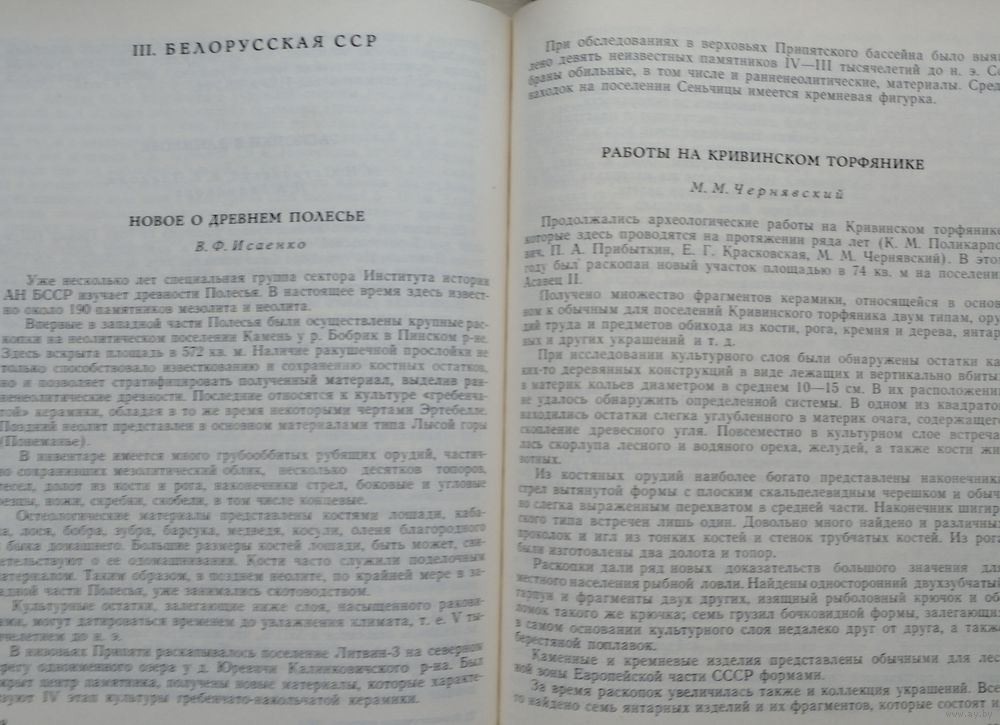 III. БЕЛОРУССКАЯ ССР
НОВОЕ О ДРЕВНЕМ ПОЛЕСЬЕ
В. Ф. Исаенко
Уже несколько лет специальная группа сектора Института истории
АН БССР изучает древности Полесья. В настоящее время здесь извест-
но около 190 памятников мезолита и неолита.
Впервые в западной части Полесья были осуществлены крупные рас-
копки на неолитическом поселении Камень у р. Бобрик в Пинском р-не.
Здесь вскрыта площадь в 572 кв. м. Наличие ракушечной прослойки не
только способствовало известкованию и сохранению костных остатков,
но и позволяет стратифицировать полученный материал, выделив ран-
ненеолитические древности. Последние относятся к культуре «гребенча-
той» керамики, обладая в то же время некоторыми чертами Эртебелле.
Поздний неолит представлен в основном материалами типа Лысой горы
(Понеманье).
В инвентаре имеется много грубооббитых рубящих орудий, частич-
но сохранивших мезолитический облик, несколько десятков топоров,
тесел, долот из кости и рога, наконечники стрел, боковые и угловые
резцы, ножи, скребки, скобели, в том числе концевые.
Остеологические материалы представлены костями лошади, каба-
на, лося, бобра, зубра, барсука, медведя, косули, оленя благородного
и быка домашнего. Большие размеры костей лошади, быть может, сви-
детельствуют о ее одомашнивании. Кости часто служили поделочным
материалом. Таким образом, в позднем неолите, по крайней мере в за-
падной части Полесья, уже занимались скотоводством.
Культурные остатки, залегающие ниже слоя, насыщенного ракови-
нами, могут датироваться временем до увлажнения климата, т. е. V ты-
сячелетием до н. э.
В низовьях Припяти раскапывалось поселение Литвин-3 на северном
берегу одноименного озера у д. Юревичи Калинковичского р-на. Был
вскрыт центр памятника, получены новые материалы, которые характе-
ризуют IV этап культуры гребенчато-накольчатой керамики.
При обследованиях в верховьях Припятского бассейна было выяв
лено девять неизвестных памятников IV—III тысячелетий до н. э. Со
браны обильные, в том числе и ранненеолитические, материалы. Сред
находок на поселении Сеньчицы имеется кремневая фигурка.
РАБОТЫ НА КРИВИНСКОМ ТОРФЯНИКЕ
М. М. Чернявский
Продолжались археологические работы на Кривинском торфянике
которые здесь проводятся на протяжении ряда лет (К. М. Поликарпо
вич, П. А. Прибыткин, Е. Г. Красковская, М. М. Чернявский). В этом
году был раскопан новый участок площадью в 74 кв. м на поселени
Асавец II.
Получено множество фрагментов керамики, относящейся в основ
ном к обычным для поселений Кривинского торфяника двум типам, ору
дий труда и предметов обихода из кости, рога, кремня и дерева, янтар
ных и других украшений и т. д.
При исследовании культурного слоя были обнаружены остатки ка
ких-то деревянных конструкций в виде лежащих и вертикально вбиты
в материк кольев диаметром в среднем 10—15 см. В их расположени
не удалось обнаружить определенной системы. В одном из квадрато
находились остатки слегка углубленного в материк очага, содержащего
скопление древесного угля. Повсеместно в культурном слое встреча
лась скорлупа лесного и водяного ореха, желудей, а также кости жи
вотных.
Из костяных орудий наиболее богато представлены наконечники
стрел вытянутой формы с плоским скальпелевидным черешком и обыч
но слегка выраженным перехватом в средней части. Наконечник шигир
ского типа встречен лишь один. Довольно много найдено и различны
проколок и игл из тонких костей и стенок трубчатых костей. Из рога
были изготовлены два долота и топор.
Раскопки дали ряд новых доказательств большого значения для
местного населения рыбной ловли. Найдены односторонний двухзубчатый
гарпун и фрагменты двух других, изящный рыболовный крючок и об
ломок такого же крючка; семь грузил бочковидной формы, залегающи
в самом основании культурного слоя недалеко друг от друга, а также
берестяной поплавок.
Каменные и кремневые изделия представлены обычными для лес
ной зоны Европейской части СССР формами.
За время раскопок увеличилась также и коллекция украшений. Все
го найдено семь янтарных изделий и их фрагментов, которые состоят и
www.ay.by